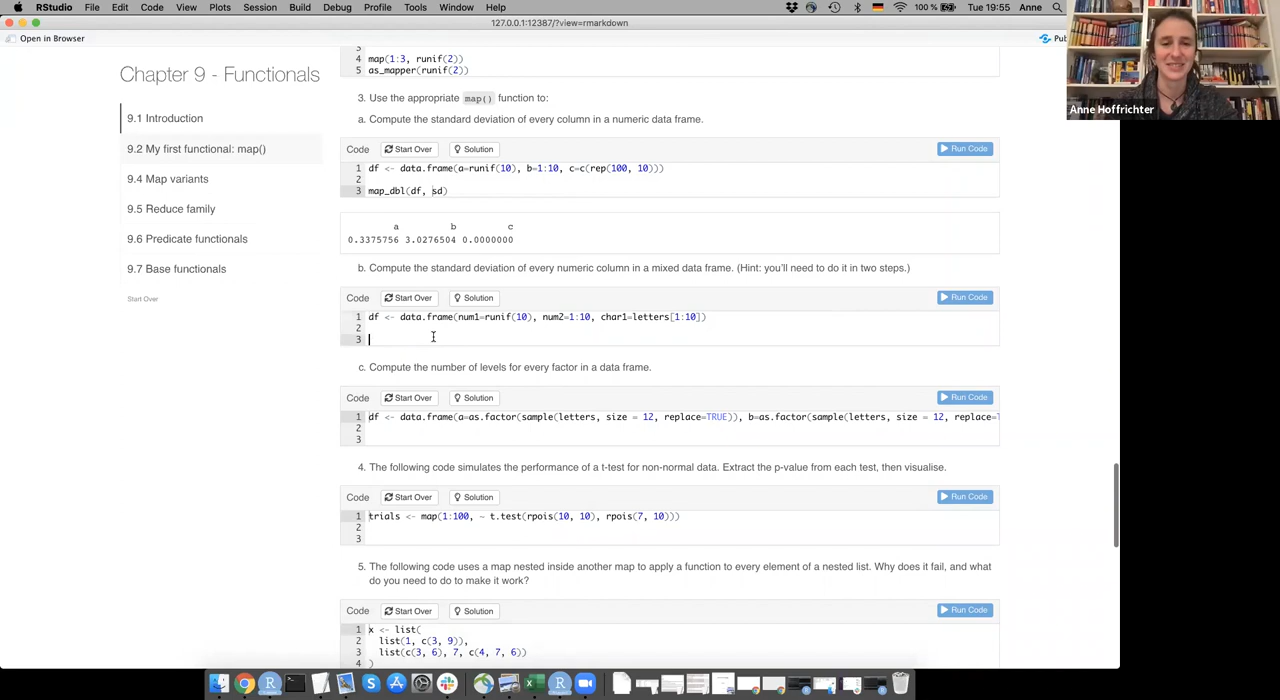 RStudio File Edit Code View Plots Session Build Debug Profile Tools Window Help 100 % Tue 19:55 Anne
127.0.0.1:12387/?view=rmarkdown
Open in Browser
Anne Hoffrichter
Chapter 9 - Functionals
9.1 Introduction
9.2 My first functional: map()
9.4 Map variants
9.5 Reduce family
9.6 Predicate functionals
9.7 Base functionals
Start Over
3
4 map(1:3, runif(2))
5 as_mapper(runif(2))
3. Use the appropriate map() function to:
a. Compute the standard deviation of every column in a numeric data frame.
Code Start Over Solution Run Code
1 df <- data.frame(a=runif(10), b=1:10, c=c(rep(100, 10)))
2
3 map_dbl(df, sd)
a b c
0.3375756 3.0276504 0.0000000
b. Compute the standard deviation of every numeric column in a mixed data frame. (Hint: you'll need to do it in two steps.)
Code Start Over Solution Run Code
1 df <- data.frame(num1=runif(10), num2=1:10, char1=letters[1:10])
2
3
c. Compute the number of levels for every factor in a data frame.
Code Start Over Solution Run Code
1 df <- data.frame(a=as.factor(sample(letters, size = 12, replace=TRUE)), b=as.factor(sample(letters, size = 12, replace=
2
3
4. The following code simulates the performance of a t-test for non-normal data. Extract the p-value from each test, then visualise.
Code Start Over Solution Run Code
1 trials <- map(1:100, ~ t.test(rpois(10, 10), rpois(7, 10)))
2
3
5. The following code uses a map nested inside another map to apply a function to every element of a nested list. Why does it fail, and what
do you need to do to make it work?
Code Start Over Solution Run Code
1 x <- list(
2 list(1, c(3, 9)),
3 list(c(3, 6), 7, c(4, 7, 6))
4 )